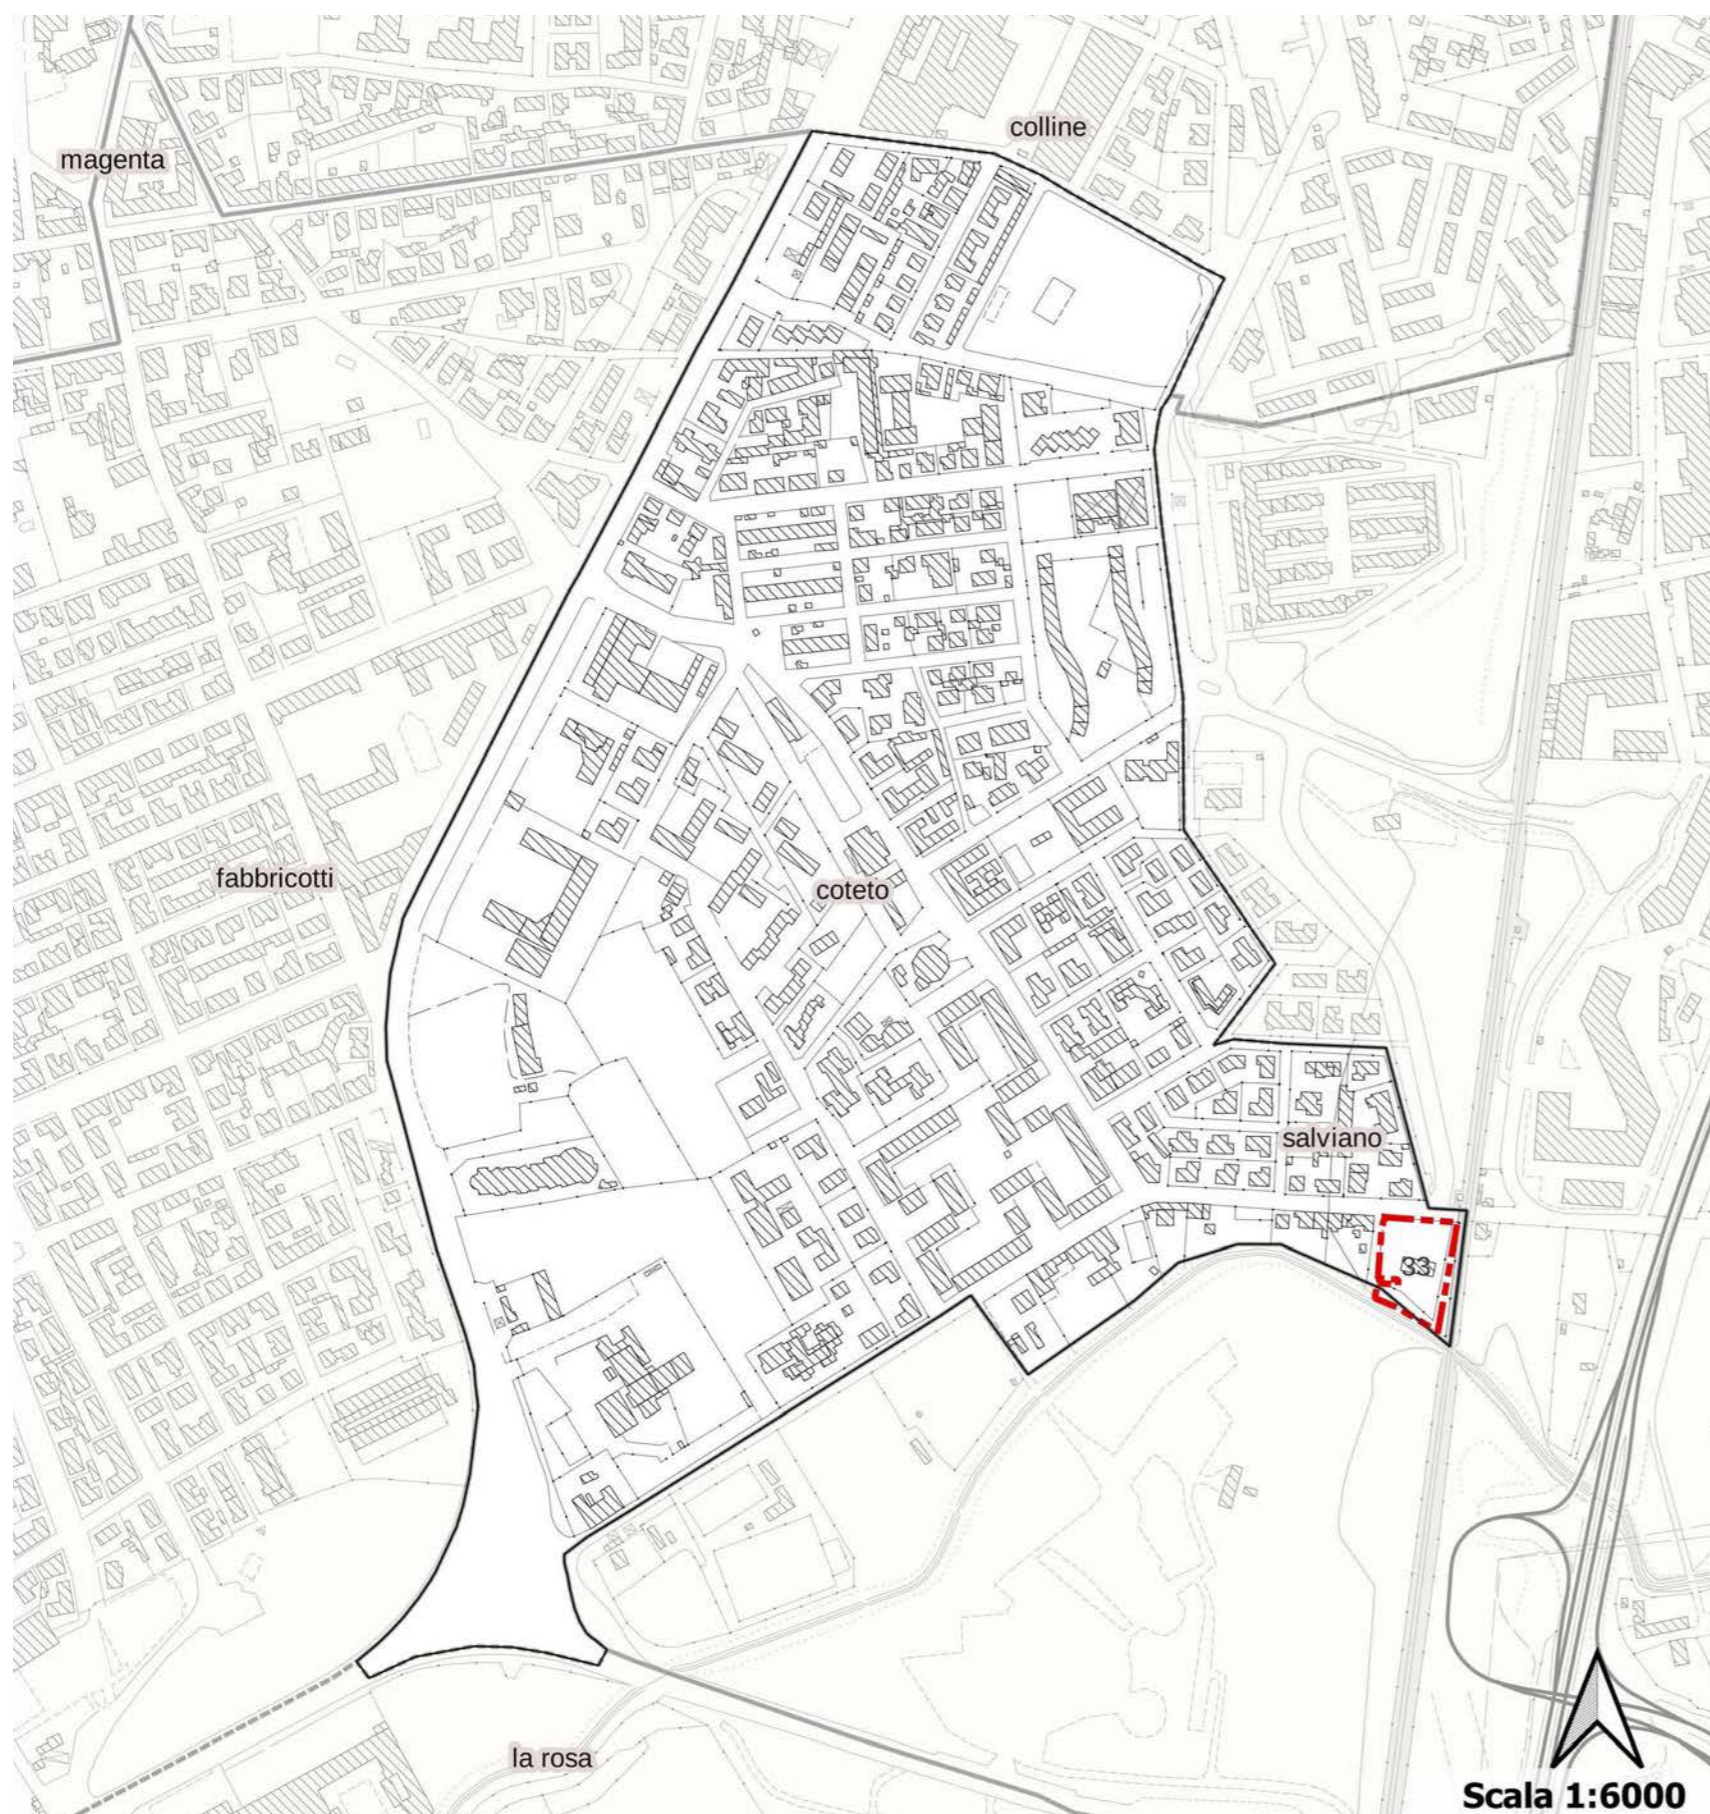 colline
magenta
fabbricotti
coteto
salviano
33
la rosa
Scala 1:6000